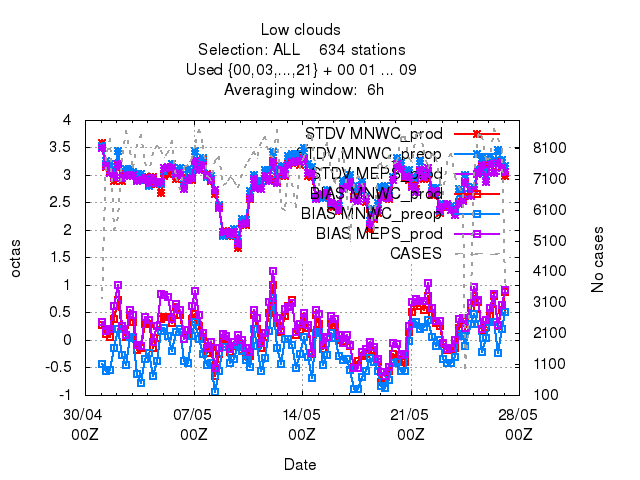 Low clouds
Selection: ALL    634 stations
Used {00,03,...,21} + 00 01 ... 09
Averaging window:  6h
STDV MNWC_prod
STDV MNWC_preop
STDV MEPS_prod
BIAS MNWC_prod
BIAS MNWC_preop
BIAS MEPS_prod
CASES
octas
4
3.5
3
2.5
2
1.5
1
0.5
0
-0.5
-1
No cases
8100
7100
6100
5100
4100
3100
2100
1100
100
30/04 07/05 14/05 21/05 28/05
00Z 00Z 00Z 00Z 00Z
Date